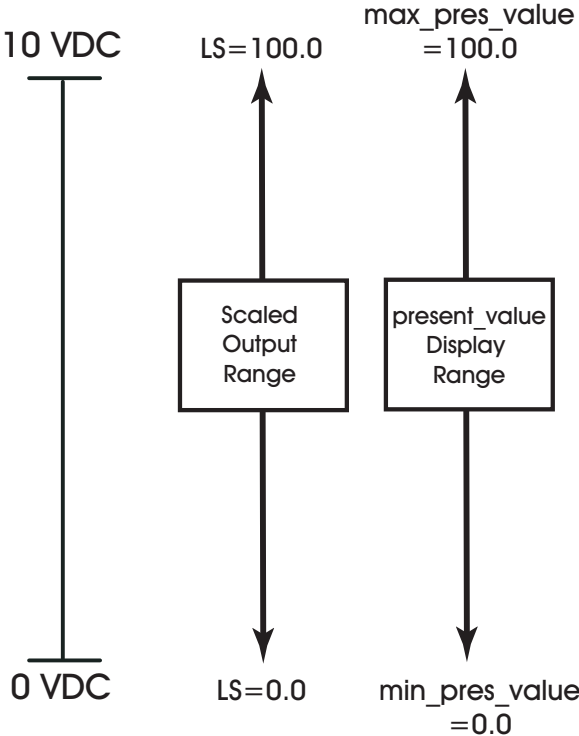 10 VDC
LS=100.0
max_pres_value
=100.0
Scaled
Output
Range
present_value
Display
Range
0 VDC
LS=0.0
min_pres_value
=0.0